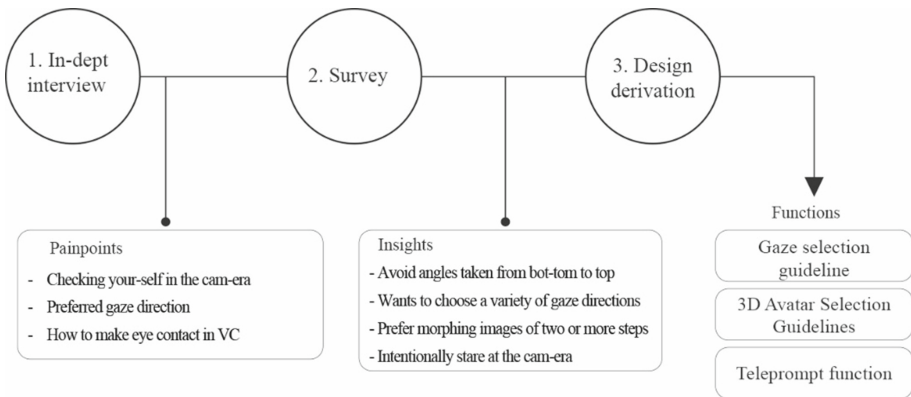 1. In-dept
interview
2. Survey
3. Design
derivation
Painpoints
- Checking your-self in the cam-era
- Preferred gaze direction
- How to make eye contact in VC
Insights
- Avoid angles taken from bot-tom to top
- Wants to choose a variety of gaze directions
- Prefer morphing images of two or more steps
- Intentionally stare at the cam-era
Functions
Gaze selection
guideline
3D Avatar Selection
Guidelines
Teleprompt function